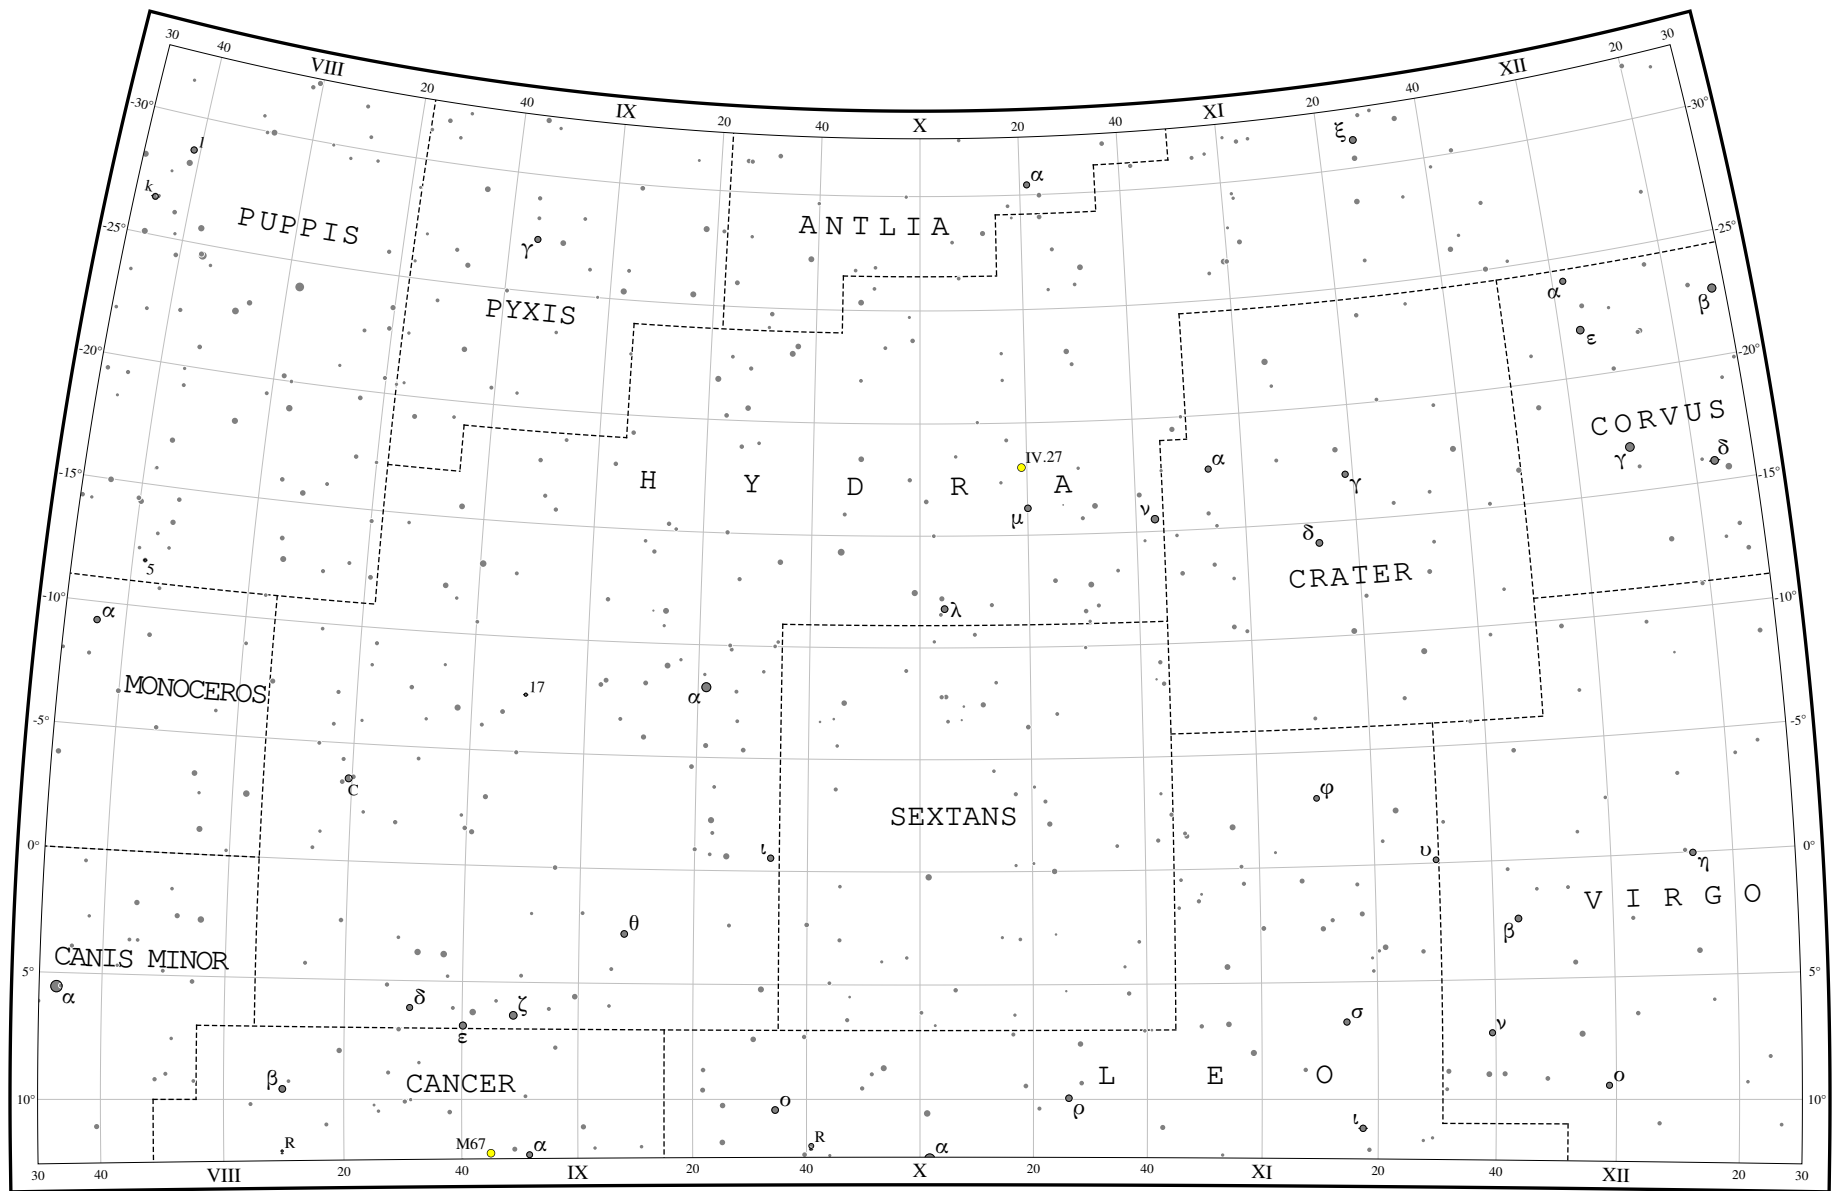 30 40 VIII 20 40 IX 20 40 X 20 40 XI 20 40 XII 20 30
-30° -30°
ξ
l
α
k
PUPPIS ANTLIA
-25° -25°
γ
α β
PYXIS
ε
-20° -20°
CORVUS
IV.27 α γ δ
-15° H Y D R A γ -15°
μ ν
δ
5 CRATER
-10° α λ -10°
MONOCEROS 17 α
-5° -5°
C φ
SEXTANS
0° ι υ η 0°
VIRGO
θ β
CANIS MINOR
5° 5°
α δ ζ σ ν
ε
β CANCER L E O ο
10° ο ρ 10°
R M67 α R α ι
30 40 VIII 20 40 IX 20 40 X 20 40 XI 20 40 XII 20 30